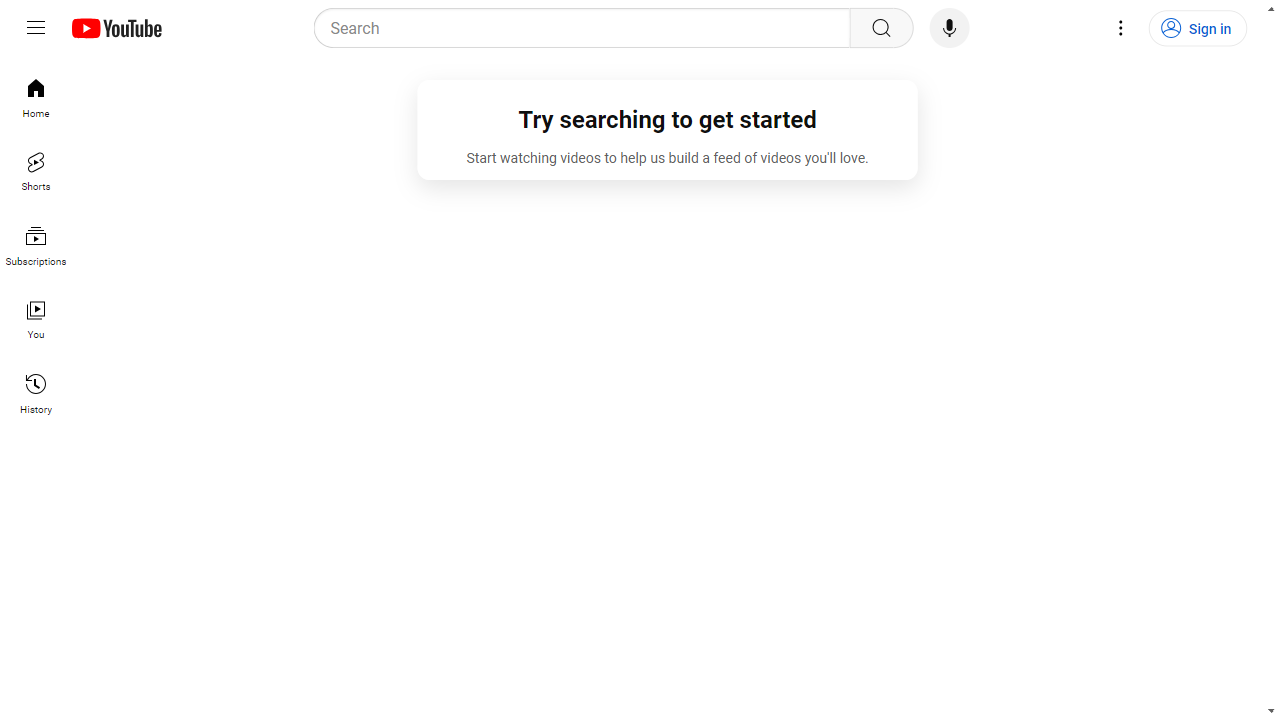 YouTube
Search
Sign in
Home
Shorts
Subscriptions
You
History
Try searching to get started
Start watching videos to help us build a feed of videos you'll love.